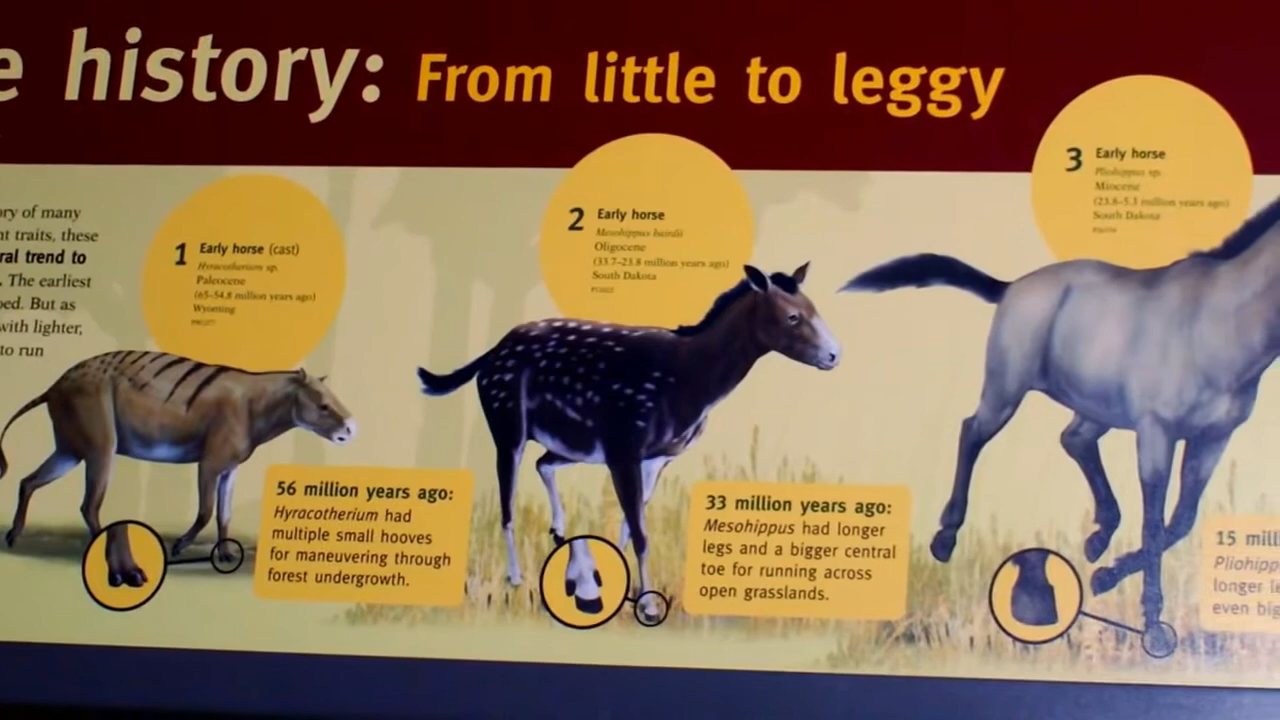 e history: From little to leggy
ory of many
nt traits, these
ral trend to
. The earliest
ped. But as
with lighter,
to run
1 Early horse (cast)
Hyracotherium sp.
Paleocene
(65-54.8 million years ago)
Wyoming
2 Early horse
Mesohippus bairdii
Oligocene
(33.7-23.8 million years ago)
South Dakota
3 Early horse
Pliohippus sp.
Miocene
(23.8-5.3 million years ago)
South Dakota
56 million years ago:
Hyracotherium had
multiple small hooves
for maneuvering through
forest undergrowth.
33 million years ago:
Mesohippus had longer
legs and a bigger central
toe for running across
open grasslands.
15 mill
Pliohipp
longer le
even big